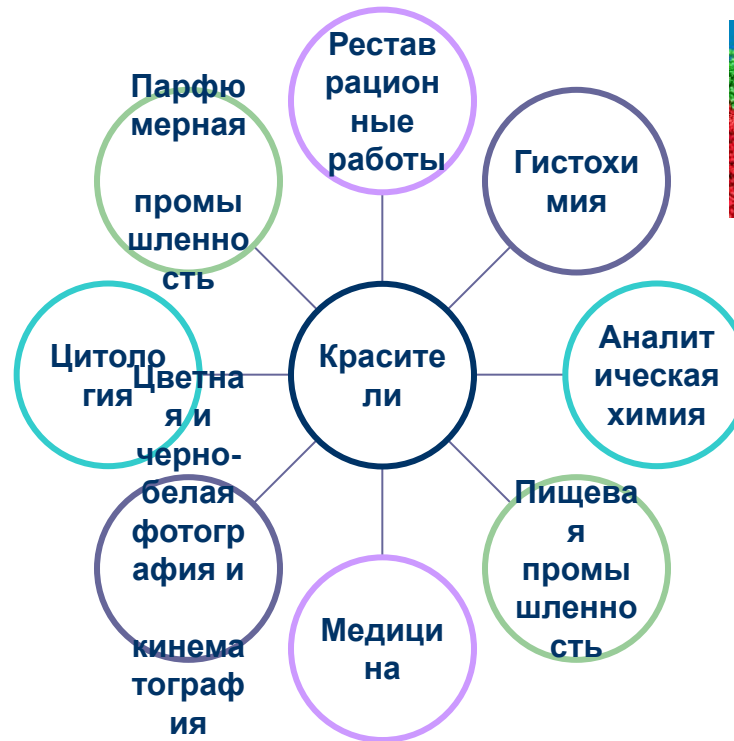 Рестав
рацион
ные
работы
Гистохи
мия
Аналит
ическая
химия
Пищева
я
промы
шленно
сть
Медици
на
Цветна
я и
черно-
белая
фотогр
афия и
кинема
тограф
ия
Цитоло
гия
Парфю
мерная
промы
шленно
сть
Красите
ли